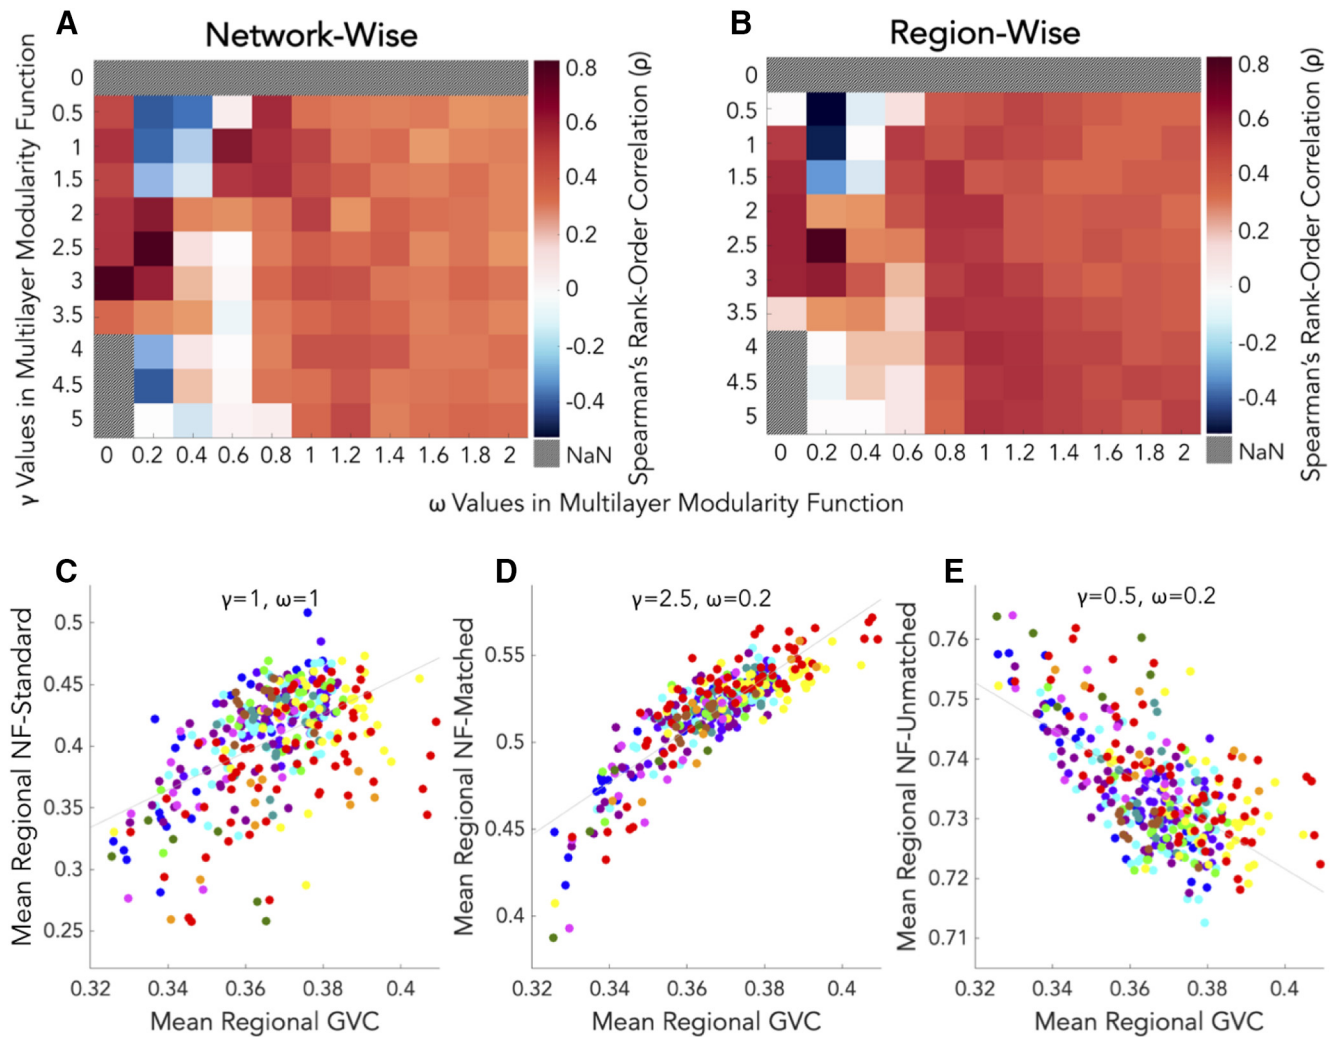 A
Network-Wise
γ Values in Multilayer Modularity Function
0
0.5
1
1.5
2
2.5
3
3.5
4
4.5
5
0 0.2 0.4 0.6 0.8 1 1.2 1.4 1.6 1.8 2
0.8
0.6
0.4
0.2
0
-0.2
-0.4
NaN
Spearman's Rank-Order Correlation (ρ)
B
Region-Wise
0
0.5
1
1.5
2
2.5
3
3.5
4
4.5
5
0 0.2 0.4 0.6 0.8 1 1.2 1.4 1.6 1.8 2
0.8
0.6
0.4
0.2
0
-0.2
-0.4
NaN
Spearman's Rank-Order Correlation (ρ)
ω Values in Multilayer Modularity Function
C
γ=1, ω=1
Mean Regional NF-Standard
0.5
0.45
0.4
0.35
0.3
0.25
0.32 0.34 0.36 0.38 0.4
Mean Regional GVC
D
γ=2.5, ω=0.2
Mean Regional NF-Matched
0.55
0.5
0.45
0.4
0.32 0.34 0.36 0.38 0.4
Mean Regional GVC
E
γ=0.5, ω=0.2
Mean Regional NF-Unmatched
0.76
0.75
0.74
0.73
0.72
0.71
0.32 0.34 0.36 0.38 0.4
Mean Regional GVC